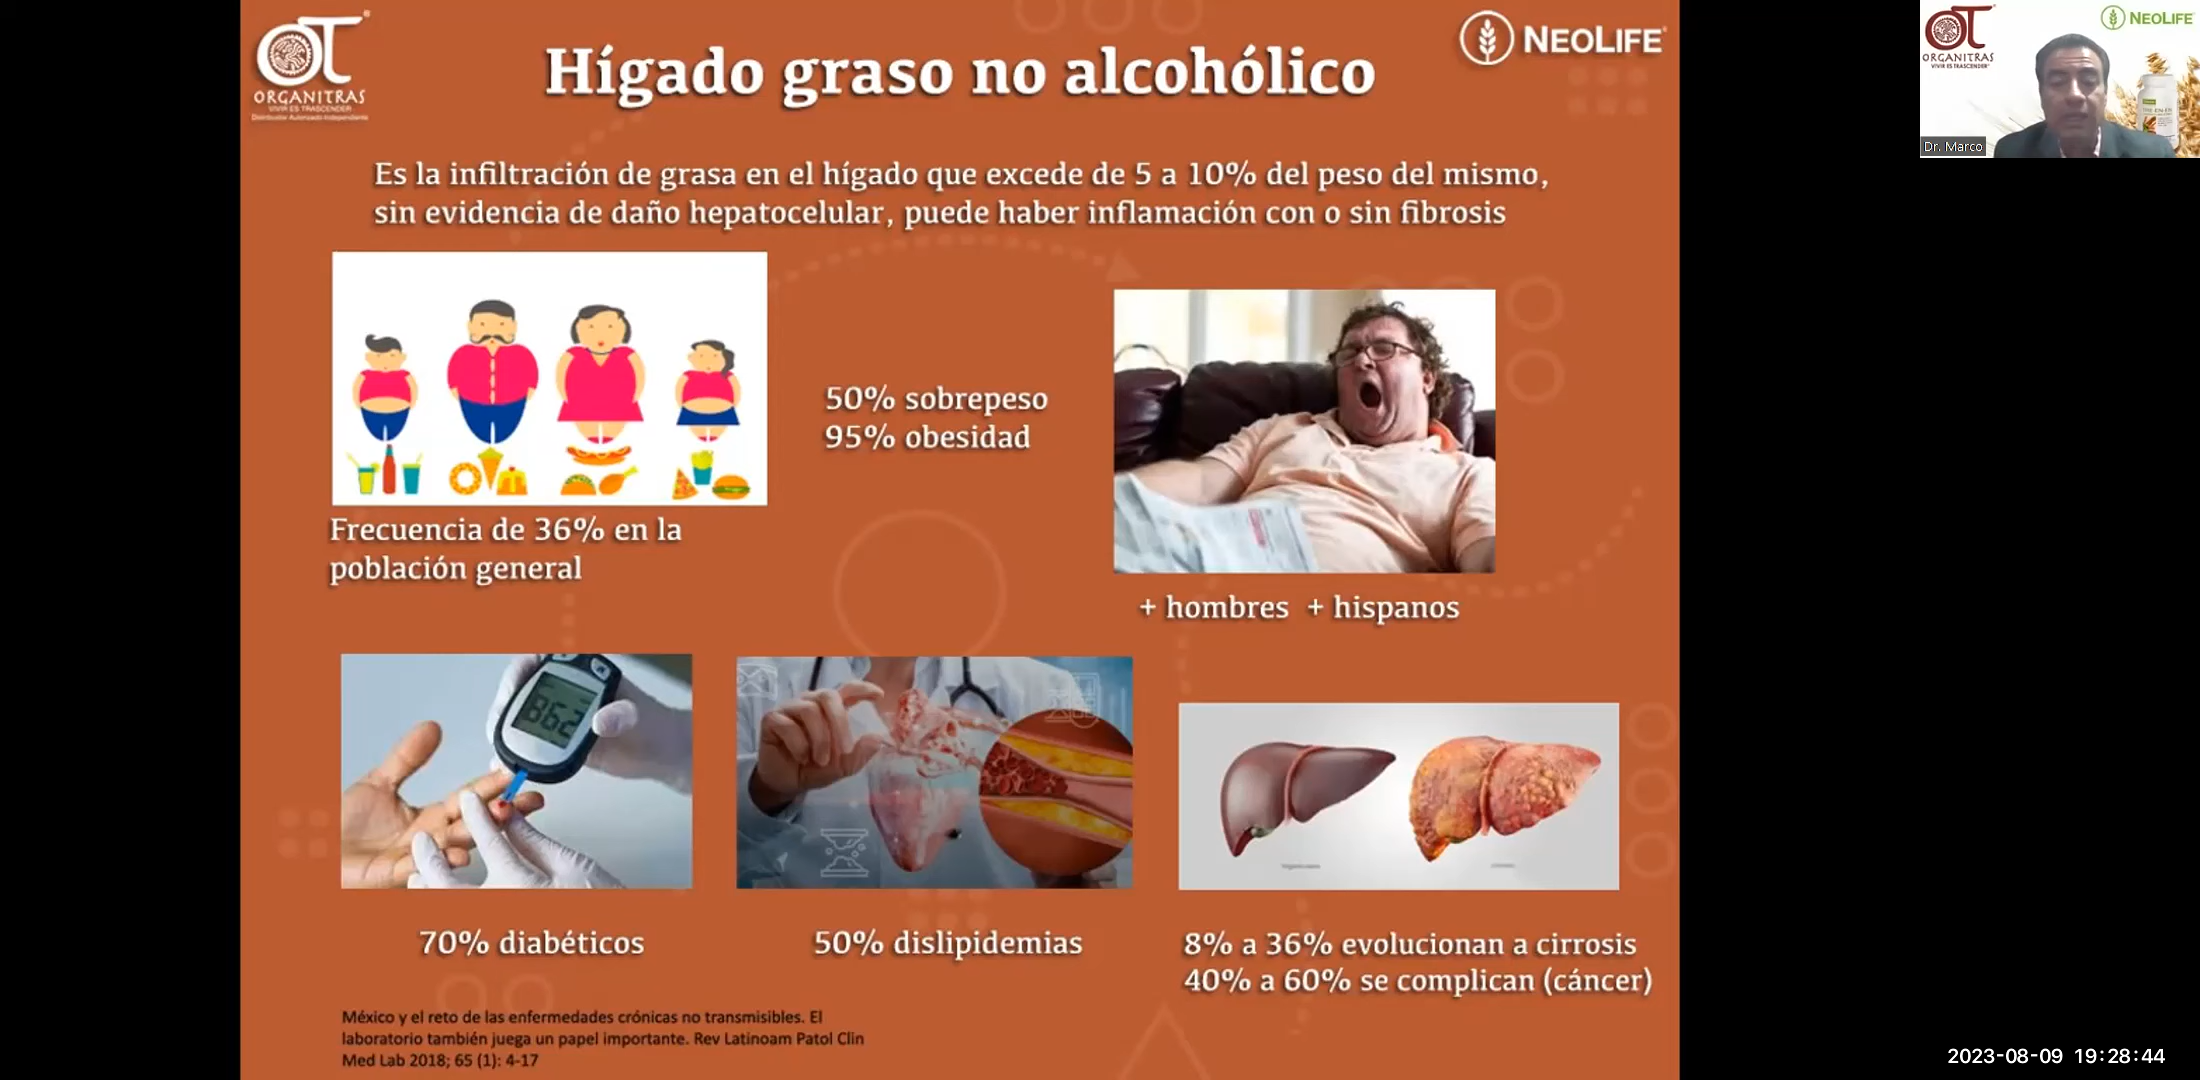 OT
ORGANITRAS
VIVIR ES TRASCENDER
Distribuidor Autorizado Independiente
Hígado graso no alcohólico
NEOLIFE
Es la infiltración de grasa en el hígado que excede de 5 a 10% del peso del mismo,
sin evidencia de daño hepatocelular, puede haber inflamación con o sin fibrosis
50% sobrepeso
95% obesidad
Frecuencia de 36% en la
población general
+ hombres + hispanos
862
70% diabéticos
50% dislipidemias
8% a 36% evolucionan a cirrosis
40% a 60% se complican (cáncer)
México y el reto de las enfermedades crónicas no transmisibles. El
laboratorio también juega un papel importante. Rev Latinoam Patol Clin
Med Lab 2018; 65 (1): 4-17
OT
ORGANITRAS
VIVIR ES TRASCENDER
NEOLIFE
Dr. Marco
2023-08-09 19:28:44